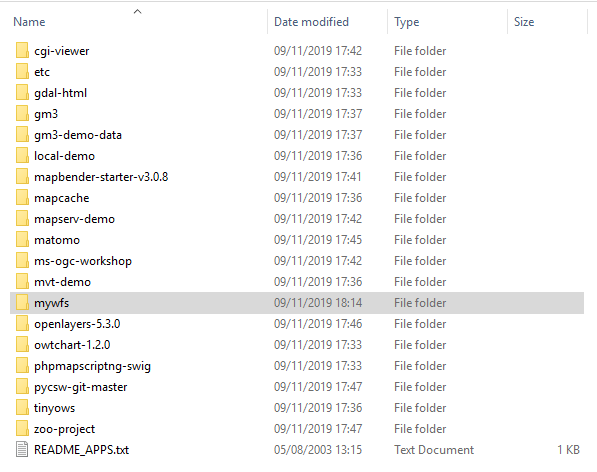 Name Date modified Type Size
cgi-viewer 09/11/2019 17:42 File folder
etc 09/11/2019 17:33 File folder
gdal-html 09/11/2019 17:33 File folder
gm3 09/11/2019 17:37 File folder
gm3-demo-data 09/11/2019 17:37 File folder
local-demo 09/11/2019 17:36 File folder
mapbender-starter-v3.0.8 09/11/2019 17:41 File folder
mapcache 09/11/2019 17:36 File folder
mapserv-demo 09/11/2019 17:42 File folder
matomo 09/11/2019 17:45 File folder
ms-ogc-workshop 09/11/2019 17:42 File folder
mvt-demo 09/11/2019 17:36 File folder
mywfs 09/11/2019 18:14 File folder
openlayers-5.3.0 09/11/2019 17:46 File folder
owtchart-1.2.0 09/11/2019 17:33 File folder
phpmapscriptng-swig 09/11/2019 17:33 File folder
pycsw-git-master 09/11/2019 17:47 File folder
tinyows 09/11/2019 17:36 File folder
zoo-project 09/11/2019 17:47 File folder
README_APPS.txt 05/08/2003 13:15 Text Document 1 KB